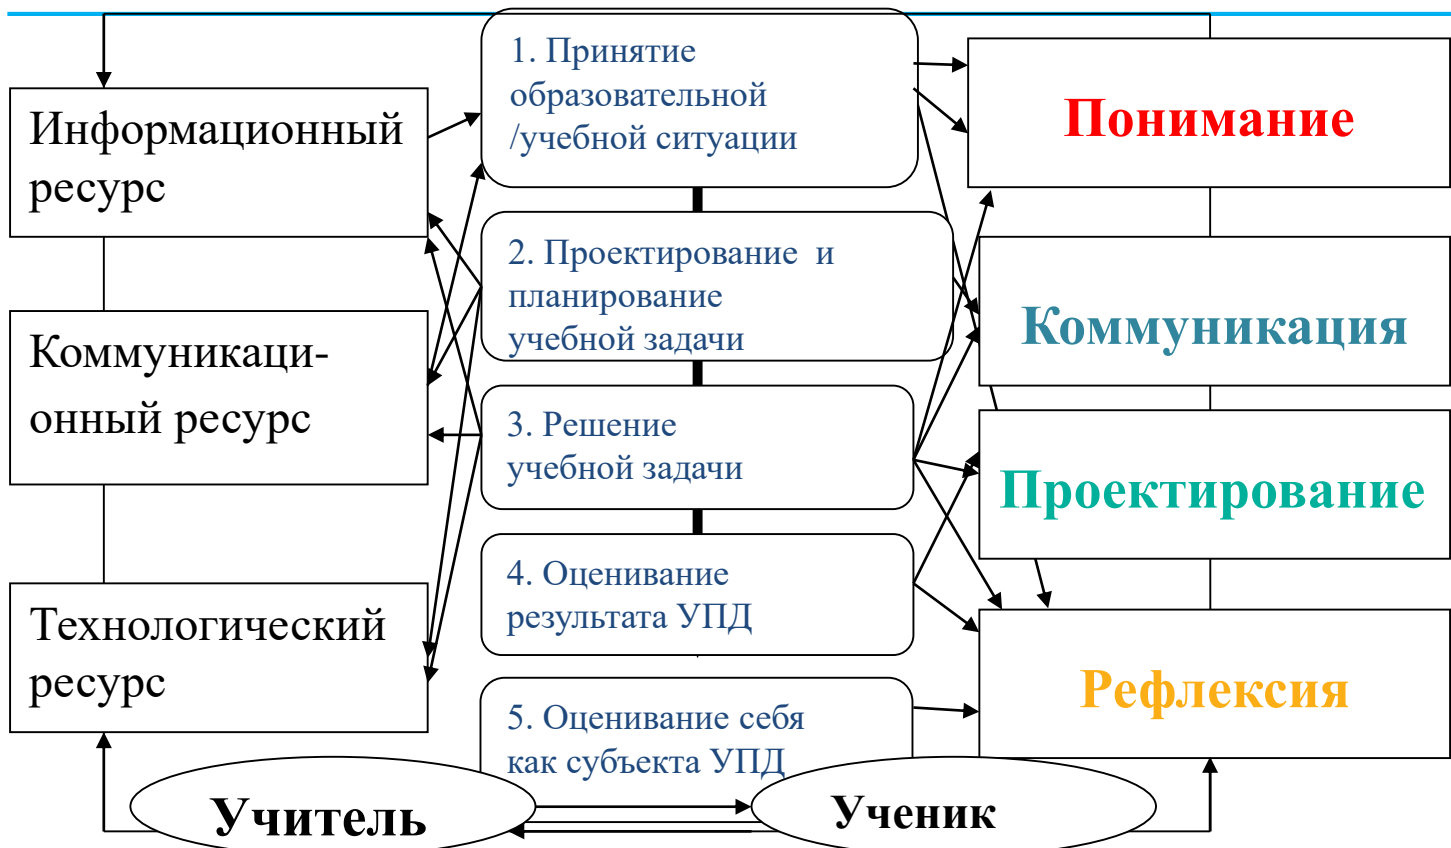 Информационный
ресурс
Коммуникаци-
онный ресурс
Технологический
ресурс
1. Принятие
образовательной
/учебной ситуации
2. Проектирование и
планирование
учебной задачи
3. Решение
учебной задачи
4. Оценивание
результата УПД
5. Оценивание себя
как субъекта УПД
Понимание
Коммуникация
Проектирование
Рефлексия
Учитель
Ученик